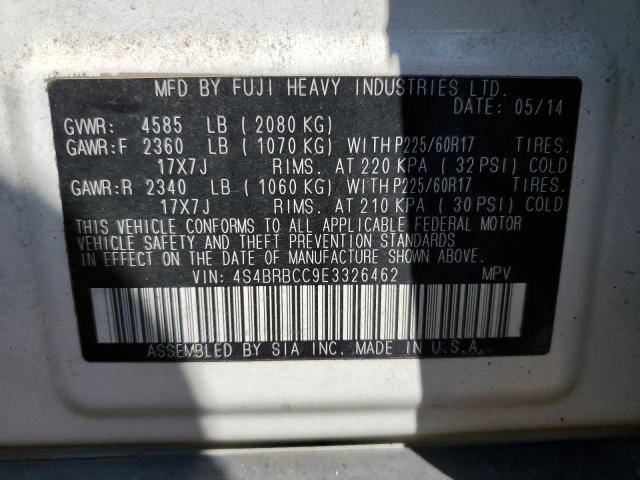 MFD BY FUJI HEAVY INDUSTRIES LTD.
DATE: 05/14
GVWR: 4585 LB ( 2080 KG)
GAWR:F 2360 LB ( 1070 KG) WITH P225/60R17 TIRES.
17X7J RIMS. AT 220 KPA ( 32 PSI) COLD
GAWR:R 2340 LB ( 1060 KG) WITH P225/60R17 TIRES.
17X7J RIMS. AT 210 KPA ( 30 PSI) COLD
THIS VEHICLE CONFORMS TO ALL APPLICABLE FEDERAL MOTOR
VEHICLE SAFETY AND THEFT PREVENTION STANDARDS
IN EFFECT ON THE DATE OF MANUFACTURE SHOWN ABOVE.
VIN: 4S4BRBCC9E3326462 MPV
ASSEMBLED BY SIA INC. MADE IN U.S.A.